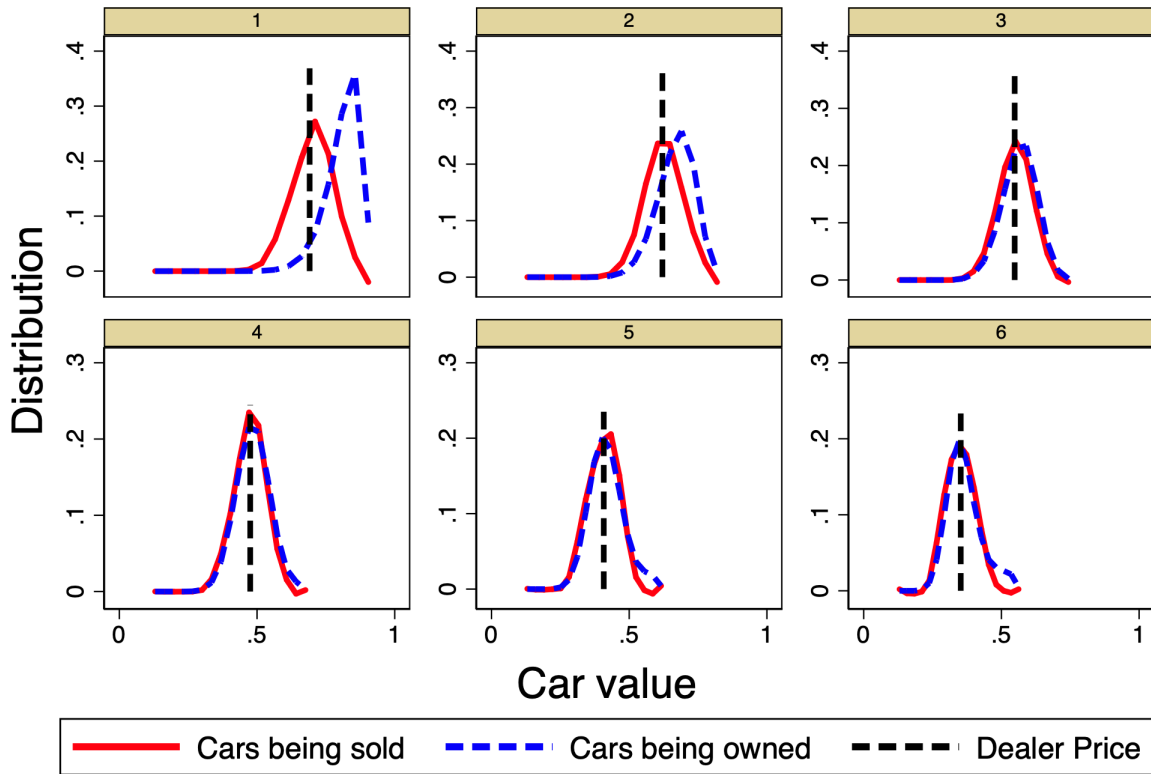 1 2 3
.4 .4 .4
.3 .3 .3
.2 .2 .2
.1 .1 .1
0 0 0
4 5 6
.3 .3 .3
.2 .2 .2
.1 .1 .1
0 0 0
0 .5 1 0 .5 1 0 .5 1
Distribution
Car value
Cars being sold Cars being owned Dealer Price